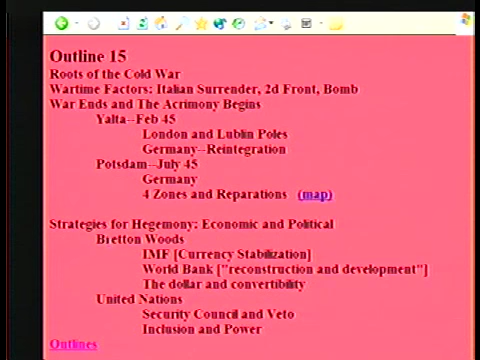 Outline 15
Roots of the Cold War
Wartime Factors: Italian Surrender, 2d Front, Bomb
War Ends and The Acrimony Begins
Yalta--Feb 45
London and Lublin Poles
Germany--Reintegration
Potsdam--July 45
Germany
4 Zones and Reparations (map)
Strategies for Hegemony: Economic and Political
Bretton Woods
IMF [Currency Stabilization]
World Bank ["reconstruction and development"]
The dollar and convertibility
United Nations
Security Council and Veto
Inclusion and Power
Outlines